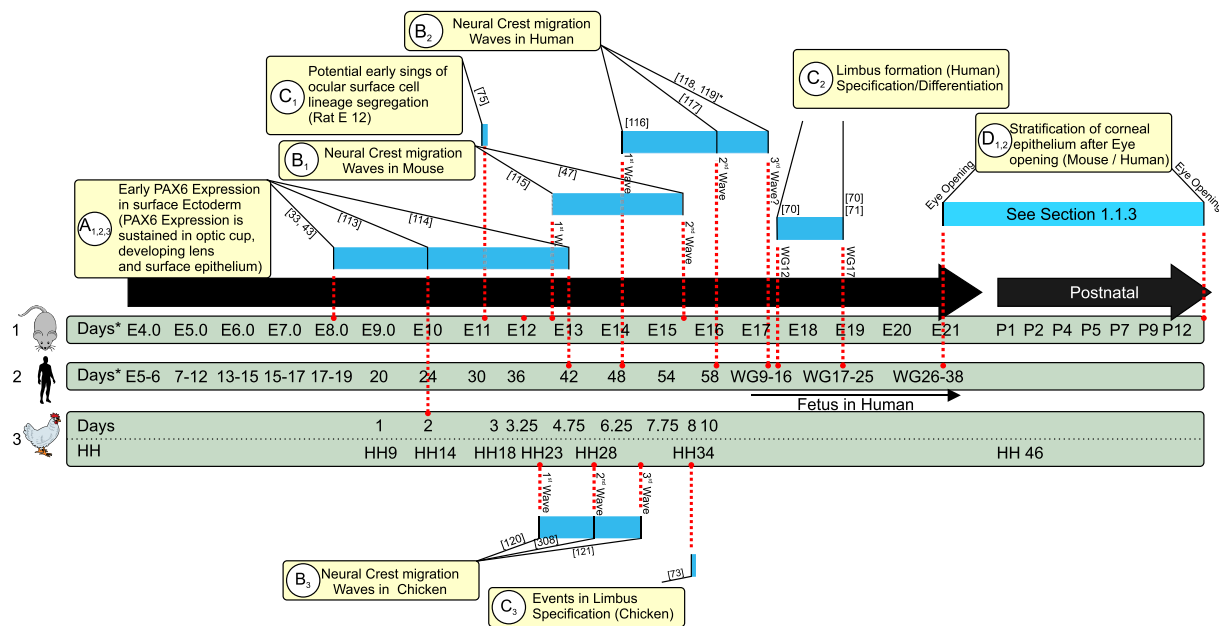 B2 Neural Crest migration
Waves in Human
C1 Potential early sings of
ocular surface cell
lineage segregation
(Rat E 12)
B1 Neural Crest migration
Waves in Mouse
A1,2,3 Early PAX6 Expression
in surface Ectoderm
(PAX6 Expression is
sustained in optic cup,
developing lens
and surface epithelium)
C2 Limbus formation (Human)
Specification/Differentiation
D1,2 Stratification of corneal
epithelium after Eye
opening (Mouse / Human)
[75]
[118, 119]*
[117]
[116]
[47]
[115]
[33, 43]
[113]
[114]
[70]
[70]
[71]
1st Wave
2nd Wave
3rd Wave?
1st W
2nd Wave
WG12
WG17
Eye Opening
Eye Opening
See Section 1.1.3
Postnatal
1 Days* E4.0 E5.0 E6.0 E7.0 E8.0 E9.0 E10 E11 E12 E13 E14 E15 E16 E17 E18 E19 E20 E21 P1 P2 P4 P5 P7 P9 P12
2 Days* E5-6 7-12 13-15 15-17 17-19 20 24 30 36 42 48 54 58 WG9-16 WG17-25 WG26-38
Fetus in Human
3
Days 1 2 3 3.25 4.75 6.25 7.75 8 10
HH HH9 HH14 HH18 HH23 HH28 HH34 HH 46
1st Wave
2nd Wave
3rd Wave
[120]
[308]
[121]
[73]
B3 Neural Crest migration
Waves in Chicken
C3 Events in Limbus
Specification (Chicken)